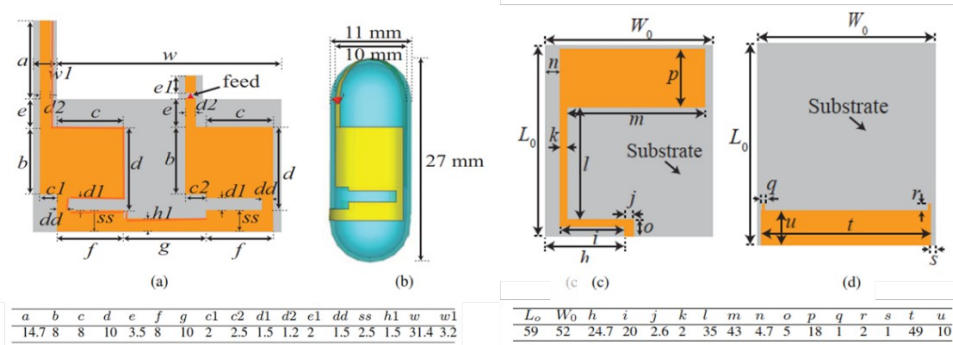 11 mm
10 mm
27 mm
a
w1
w
e1
feed
e
d2
c
e
d2
c
b
d
b
d
c1
d1
c2
d1
dd
dd
ss
h1
ss
f
g
f
(a)
(b)
W0
n
p
m
L0
k
l
Substrate
j
o
i
h
(c (c)
W0
L0
Substrate
q
r
u
t
s
(d)
a b c d e f g c1 c2 d1 d2 e1 dd ss h1 w w1
14.7 8 8 10 3.5 8 10 2 2.5 1.5 1.2 2 1.5 2.5 1.5 31.4 3.2
Lo W0 h i j k l m n o p q r s t u
59 52 24.7 20 2.6 2 35 43 4.7 5 18 1 2 1 49 10